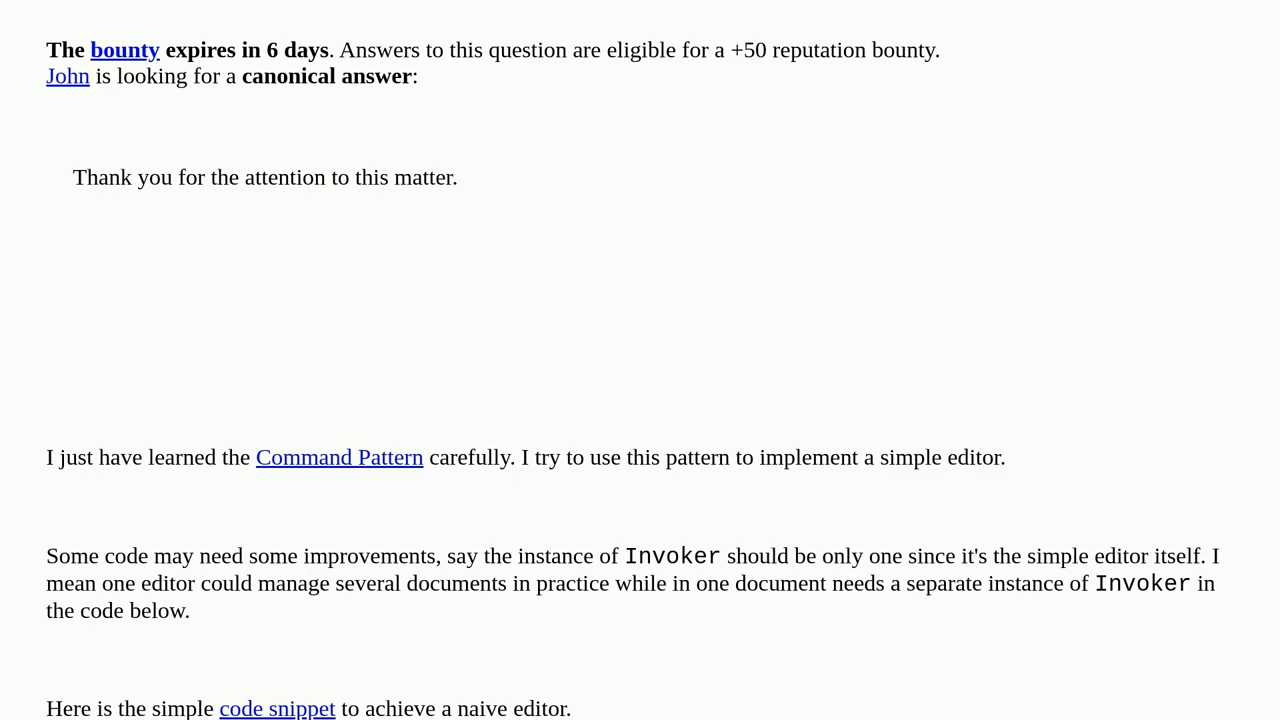 The bounty expires in 6 days. Answers to this question are eligible for a +50 reputation bounty.
John is looking for a canonical answer:
Thank you for the attention to this matter.
I just have learned the Command Pattern carefully. I try to use this pattern to implement a simple editor.
Some code may need some improvements, say the instance of Invoker should be only one since it's the simple editor itself. I
mean one editor could manage several documents in practice while in one document needs a separate instance of Invoker in
the code below.
Here is the simple code snippet to achieve a naive editor.